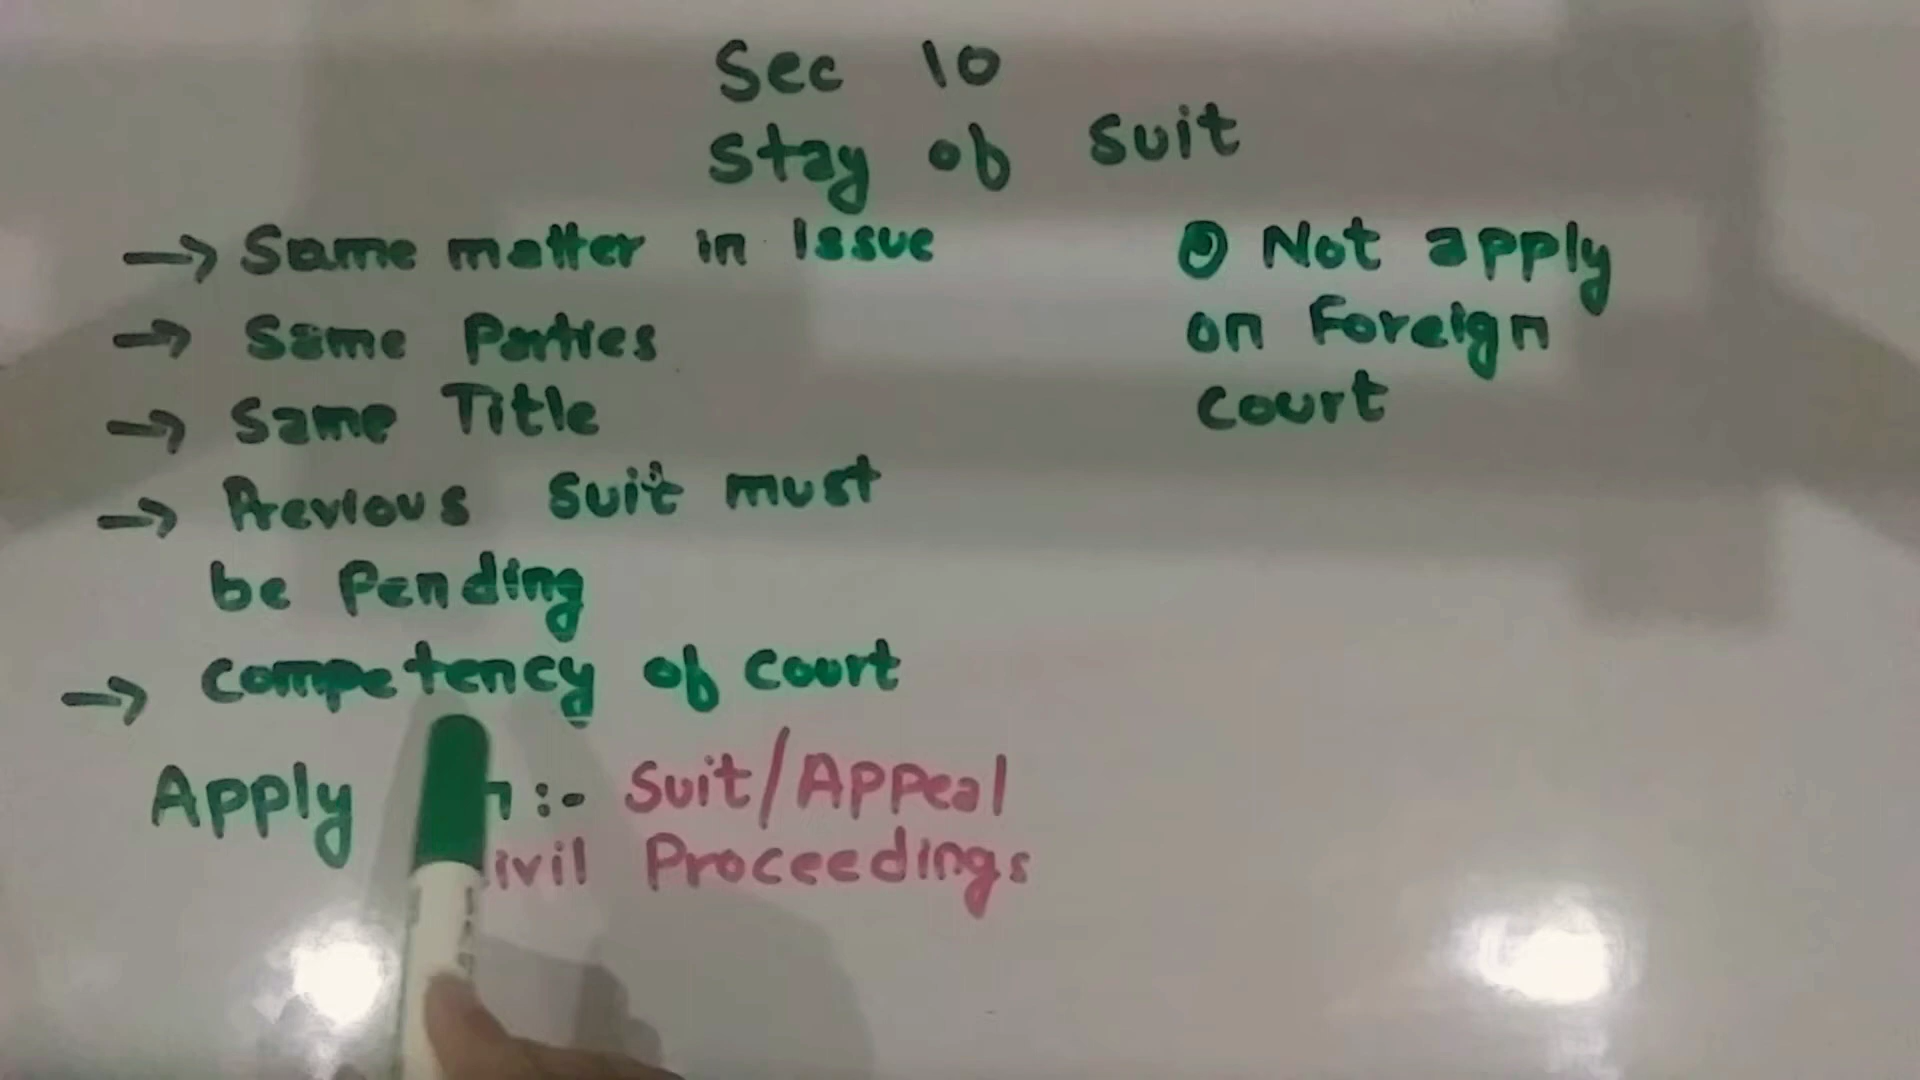 Sec 10
Stay of suit
→ Same matter in Issue
→ Same Parties
→ Same Title
→ Previous Suit must
be Pending
→ Competency of Court
Apply :- Suit/Appeal
Proceedings
Not apply
on Foreign
Court